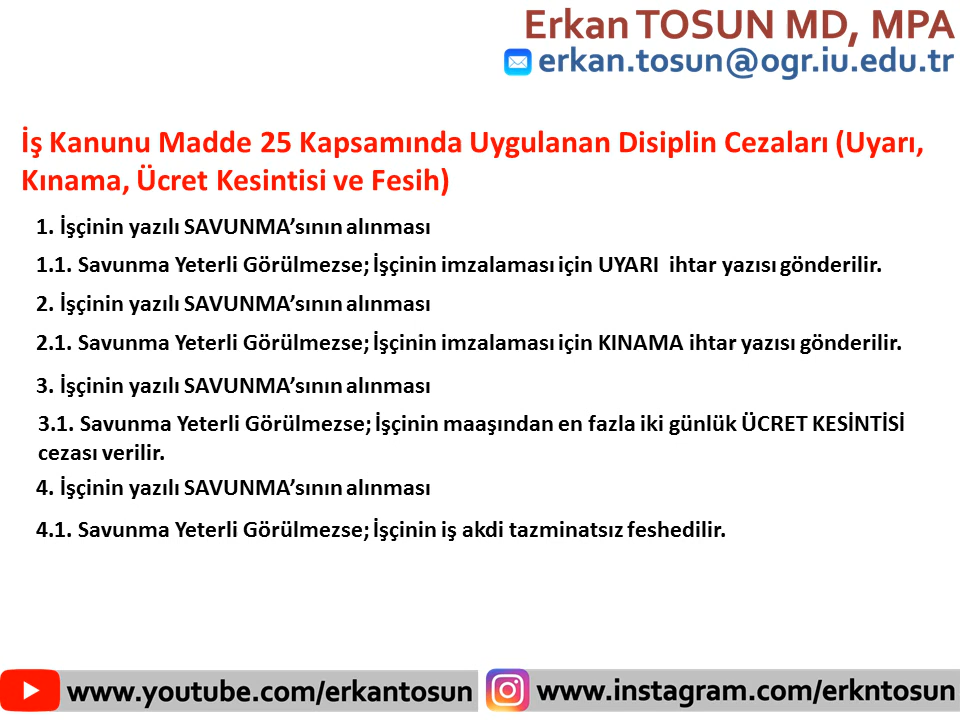 Erkan TOSUN MD, MPA
erkan.tosun@ogr.iu.edu.tr
İş Kanunu Madde 25 Kapsamında Uygulanan Disiplin Cezaları (Uyarı,
Kınama, Ücret Kesintisi ve Fesih)
1. İşçinin yazılı SAVUNMA’sının alınması
1.1. Savunma Yeterli Görülmezse; İşçinin imzalaması için UYARI  ihtar yazısı gönderilir.
2. İşçinin yazılı SAVUNMA’sının alınması
2.1. Savunma Yeterli Görülmezse; İşçinin imzalaması için KINAMA ihtar yazısı gönderilir.
3. İşçinin yazılı SAVUNMA’sının alınması
3.1. Savunma Yeterli Görülmezse; İşçinin maaşından en fazla iki günlük ÜCRET KESİNTİSİ
cezası verilir.
4. İşçinin yazılı SAVUNMA’sının alınması
4.1. Savunma Yeterli Görülmezse; İşçinin iş akdi tazminatsız feshedilir.
www.youtube.com/erkantosun
www.instagram.com/erkntosun